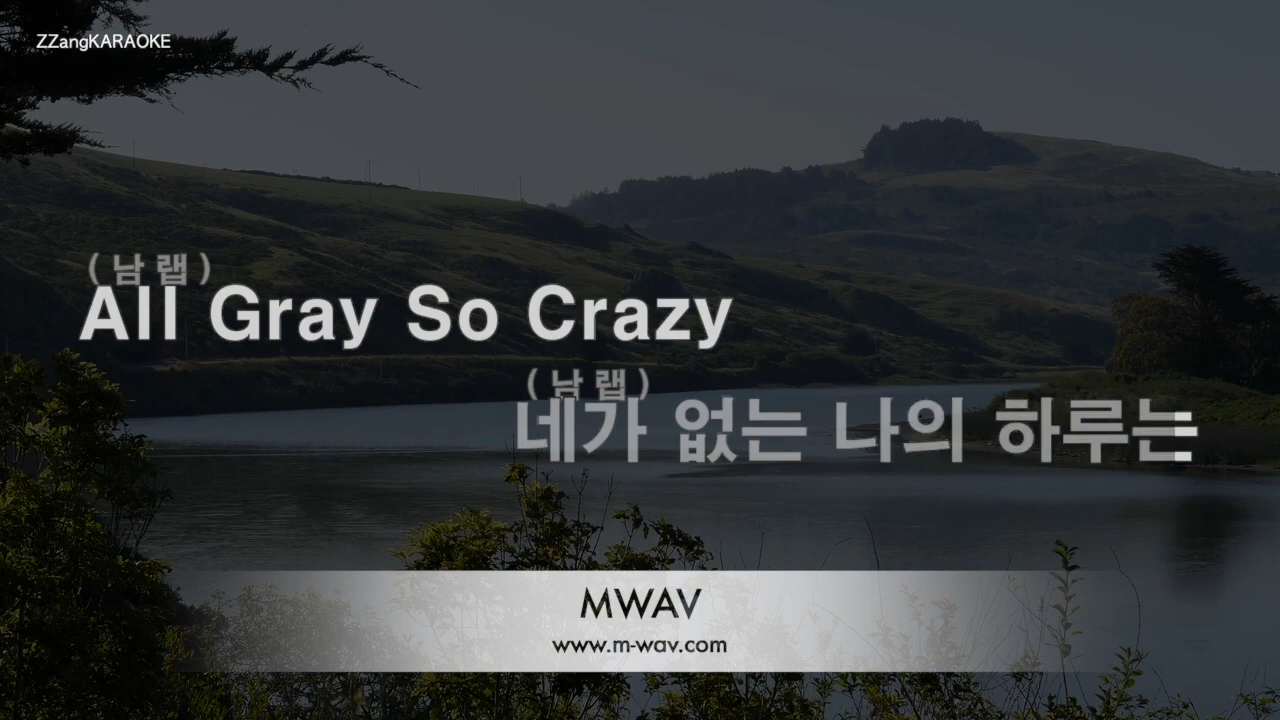 ZZangKARAOKE
(남 랩)
All Gray So Crazy
(남 랩)
네가 없는 나의 하루는
MWAV
www.m-wav.com